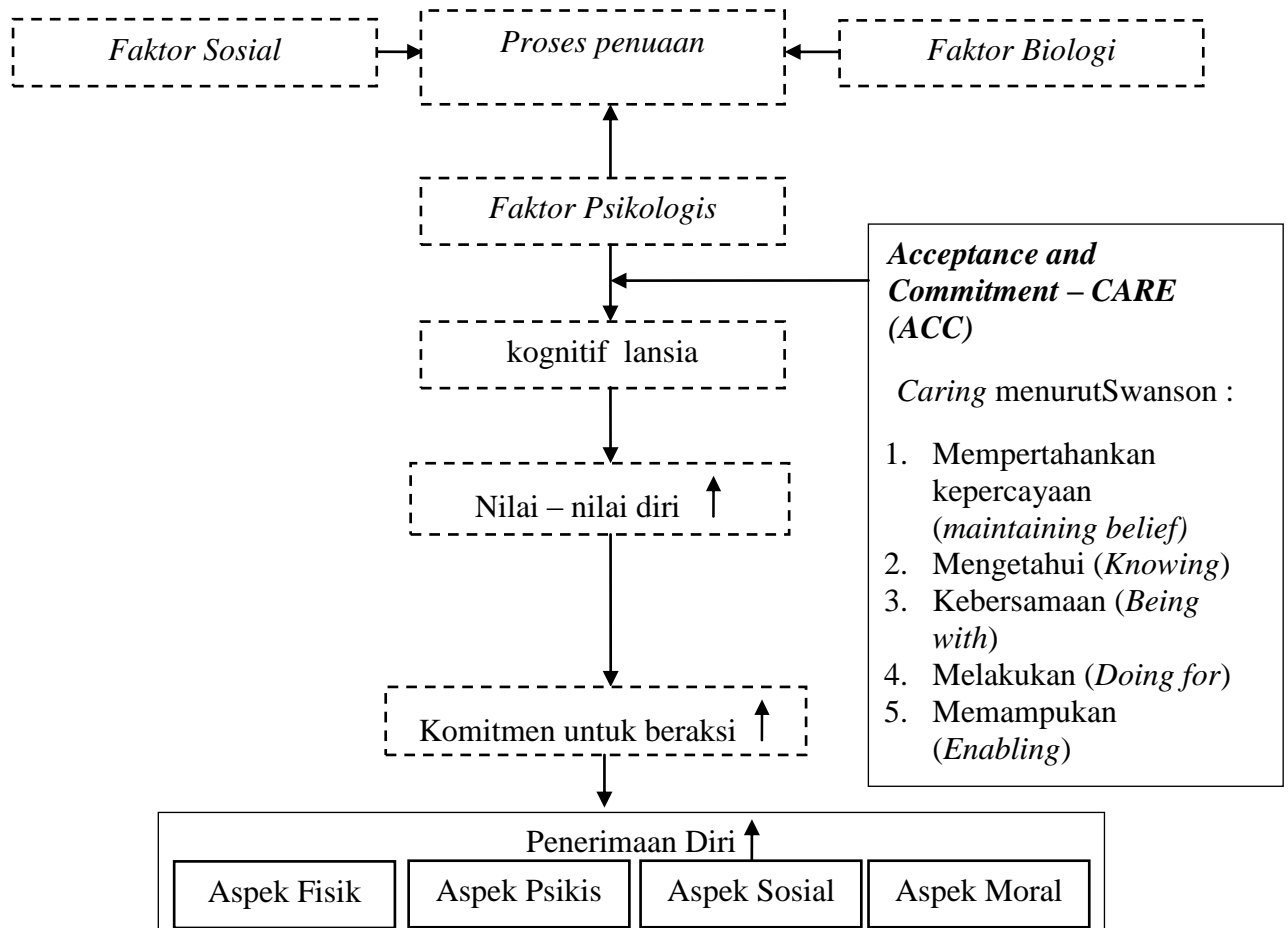 Faktor Sosial
Proses penuaan
Faktor Biologi
Faktor Psikologis
Acceptance and
Commitment – CARE
(ACC)
Caring menurutSwanson :
1. Mempertahankan
kepercayaan
(maintaining belief)
2. Mengetahui (Knowing)
3. Kebersamaan (Being
with)
4. Melakukan (Doing for)
5. Memampukan
(Enabling)
kognitif lansia
Nilai – nilai diri
Komitmen untuk beraksi
Penerimaan Diri
Aspek Fisik
Aspek Psikis
Aspek Sosial
Aspek Moral